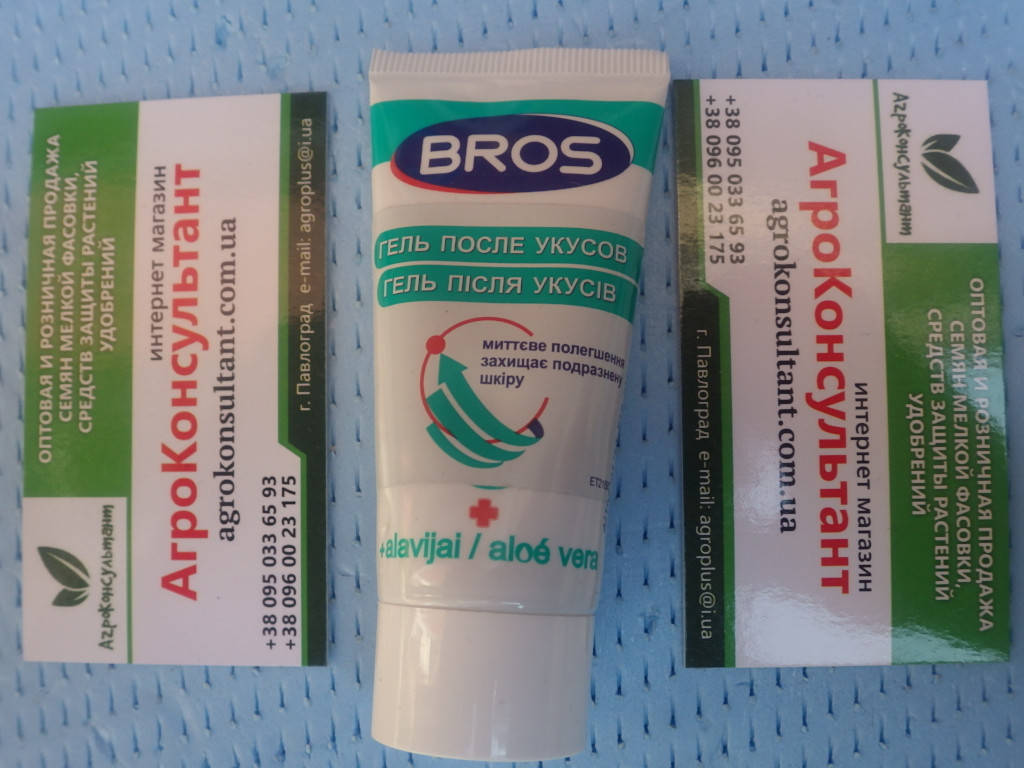 ОПТОВАЯ И РОЗНИЧНАЯ ПРОДАЖА
СЕМЯН МЕЛКОЙ ФАСОВКИ,
СРЕДСТВ ЗАЩИТЫ РАСТЕНИЙ
УДОБРЕНИЙ
АгроКонсультант
интернет магазин
АгроКонсультант
agrokonsultant.com.ua
+38 095 033 65 93
+38 096 00 23 175
г. Павлоград e-mail: agroplus@i.ua
BROS
ГЕЛЬ ПОСЛЕ УКУСОВ
ГЕЛЬ ПІСЛЯ УКУСІВ
миттєве полегшення
захищає подразнену
шкіру
+alavijai / aloé vera
АгроКонсультант
ОПТОВАЯ И РОЗНИЧНАЯ ПРОДАЖА
СЕМЯН МЕЛКОЙ ФАСОВКИ,
СРЕДСТВ ЗАЩИТЫ РАСТЕНИЙ
УДОБРЕНИЙ
интернет магазин
АгроКонсультант
agrokonsultant.com.ua
+38 095 033 65 93
+38 096 00 23 175
г. Павлоград e-mail: agroplus@i.ua